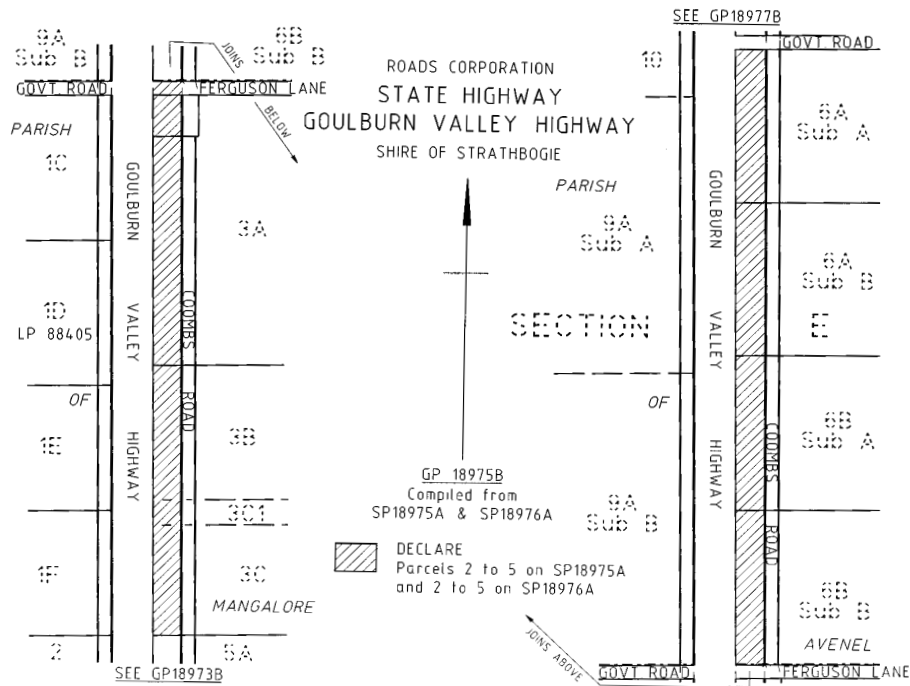 SEE GP18977B
9A
Sub B
JOINS
BELOW
6B
Sub B
GOVT ROAD
FERGUSON LANE
PARISH
1C
GOULBURN
VALLEY
HIGHWAY
3A
1D
LP 88405
COOMBS
ROAD
OF
1E
3B
3C1
1F
3C
MANGALORE
2
5A
SEE GP18973B
ROADS CORPORATION
STATE HIGHWAY
GOULBURN VALLEY HIGHWAY
SHIRE OF STRATHBOGIE
GP 18975B
Compiled from
SP18975A & SP18976A
DECLARE
Parcels 2 to 5 on SP18975A
and 2 to 5 on SP18976A
10
GOVT ROAD
6A
Sub A
PARISH
9A
Sub A
GOULBURN
VALLEY
HIGHWAY
6A
Sub B
SECTION
E
OF
6B
Sub A
COOMBS
ROAD
9A
Sub B
6B
Sub B
AVENEL
JOINS ABOVE
GOVT ROAD
FERGUSON LANE